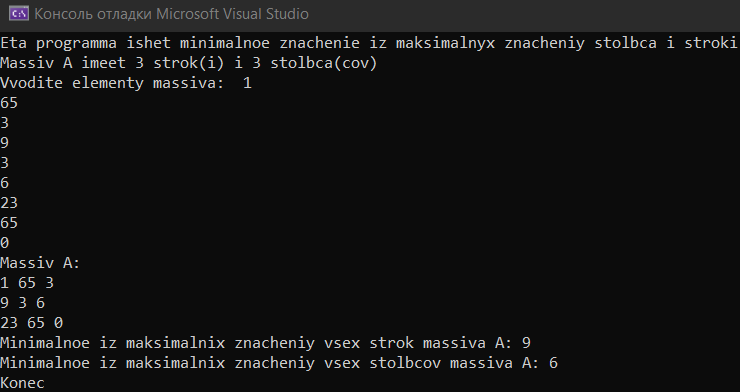 Консоль отладки Microsoft Visual Studio
Eta programma ishet minimalnoe znachenie iz maksimalnyx znacheniy stolbca i stroki
Massiv A imeet 3 strok(i) i 3 stolbca(cov)
Vvodite elementy massiva:  1
65
3
9
3
6
23
65
0
Massiv A:
1 65 3
9 3 6
23 65 0
Minimalnoe iz maksimalnix znacheniy vsex strok massiva A: 9
Minimalnoe iz maksimalnix znacheniy vsex stolbcov massiva A: 6
Konec